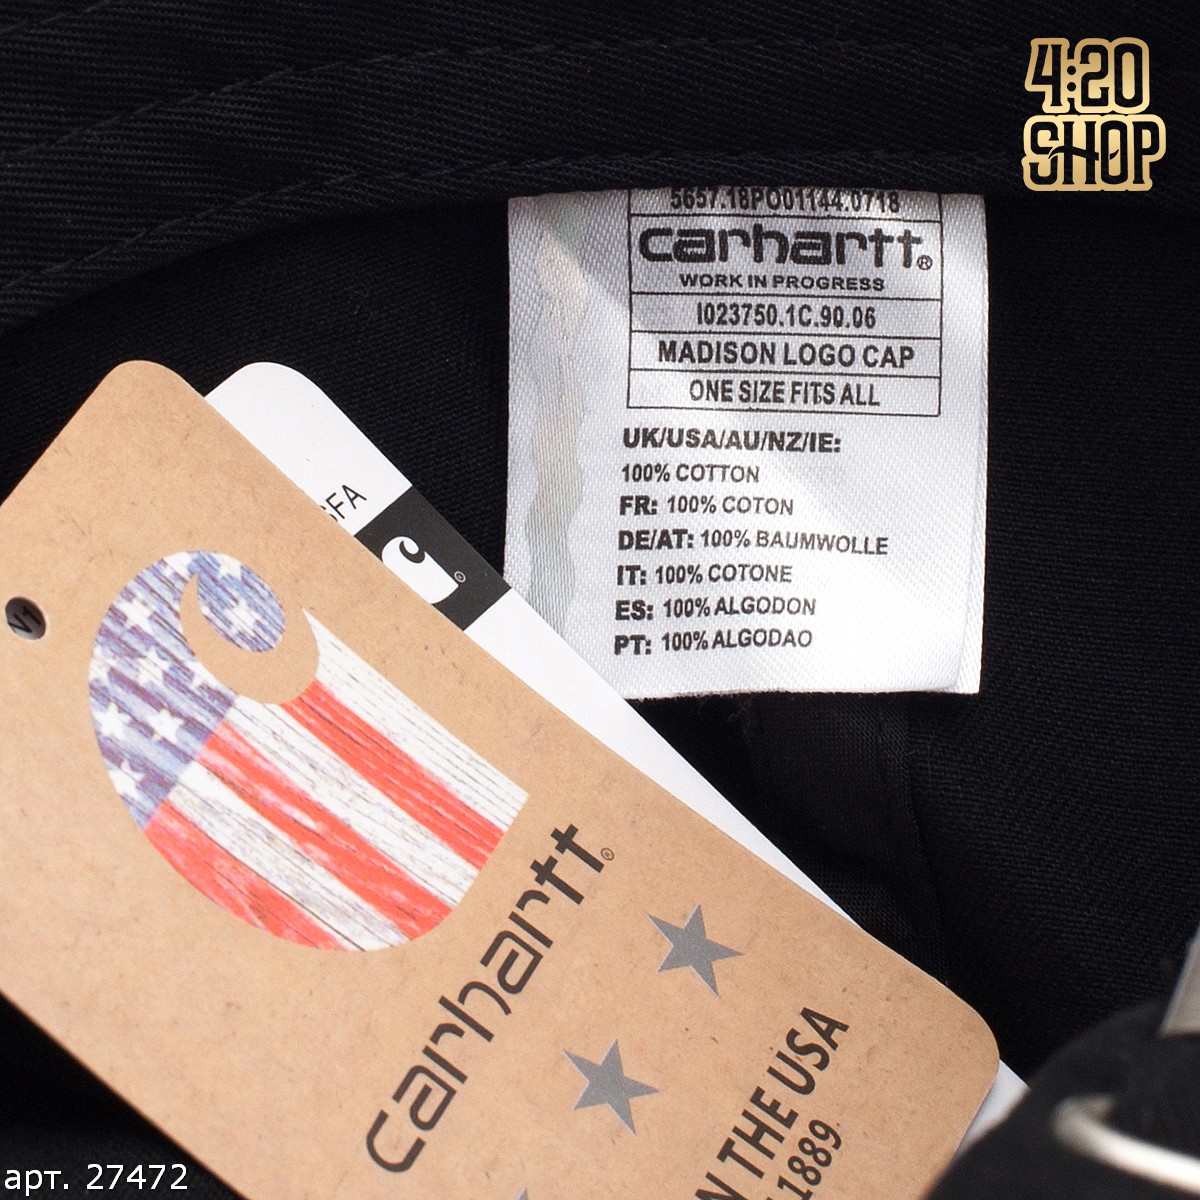 4:20
SHOP
5657.18PO01144.0718
carhartt®
WORK IN PROGRESS
I023750.1C.90.06
MADISON LOGO CAP
ONE SIZE FITS ALL
UK/USA/AU/NZ/IE:
100% COTTON
FR: 100% COTON
DE/AT: 100% BAUMWOLLE
IT: 100% COTONE
ES: 100% ALGODON
PT: 100% ALGODAO
V1
carhartt®
N THE USA
1889
арт. 27472